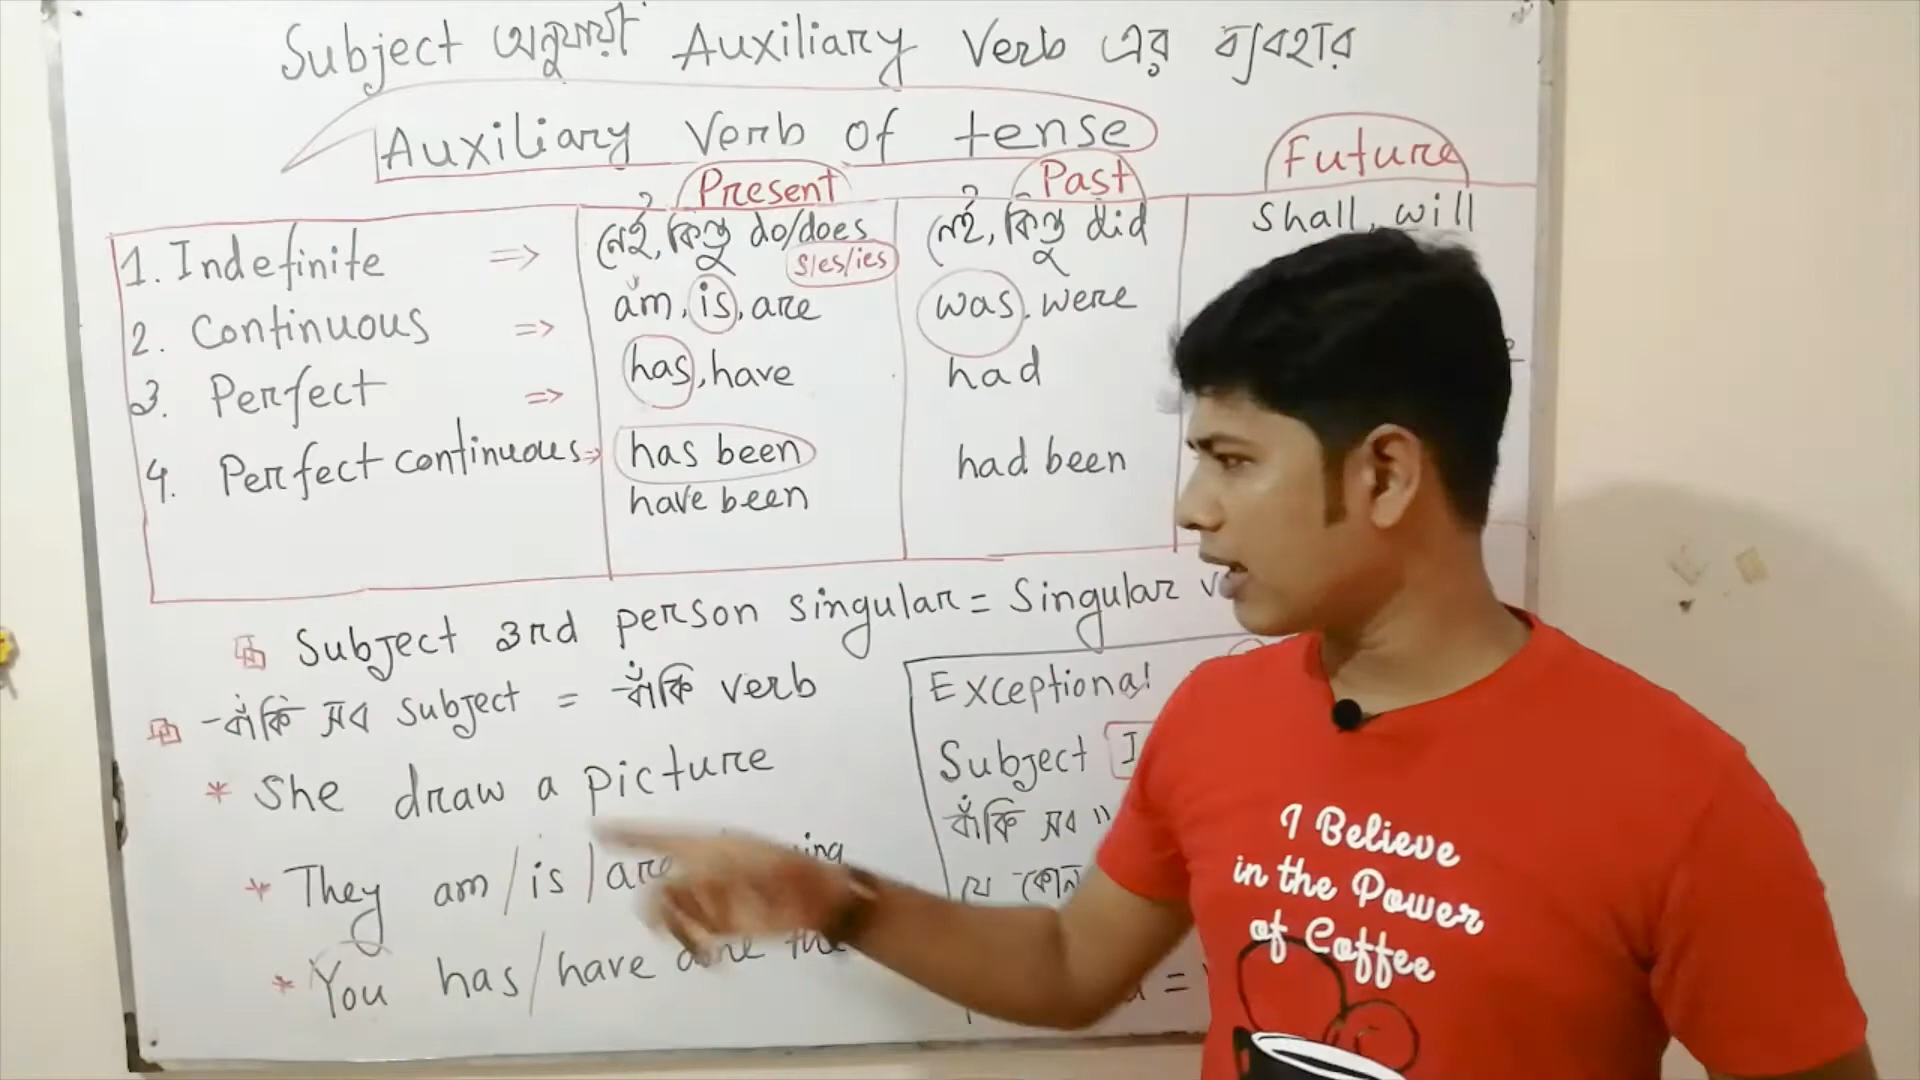 Subject অনুযায়ী Auxiliary Verb এর ব্যবহার
Auxiliary Verb of tense
Present Past Future
1. Indefinite => নেই, কিন্তু do/does নেই, কিন্তু did Shall, will
s/es/ies
2. Continuous => am, is, are was, were
3. Perfect => has, have had
4. Perfect continuous => has been had been
have been
Subject 3rd person singular = Singular
বাঁকি সব subject = বাঁকি verb
* She draw a picture
* They am/is/are
* You has/have done the
Exceptional
Subject I
বাঁকি সব "
যে কোন
=
I Believe
in the Power
of Coffee